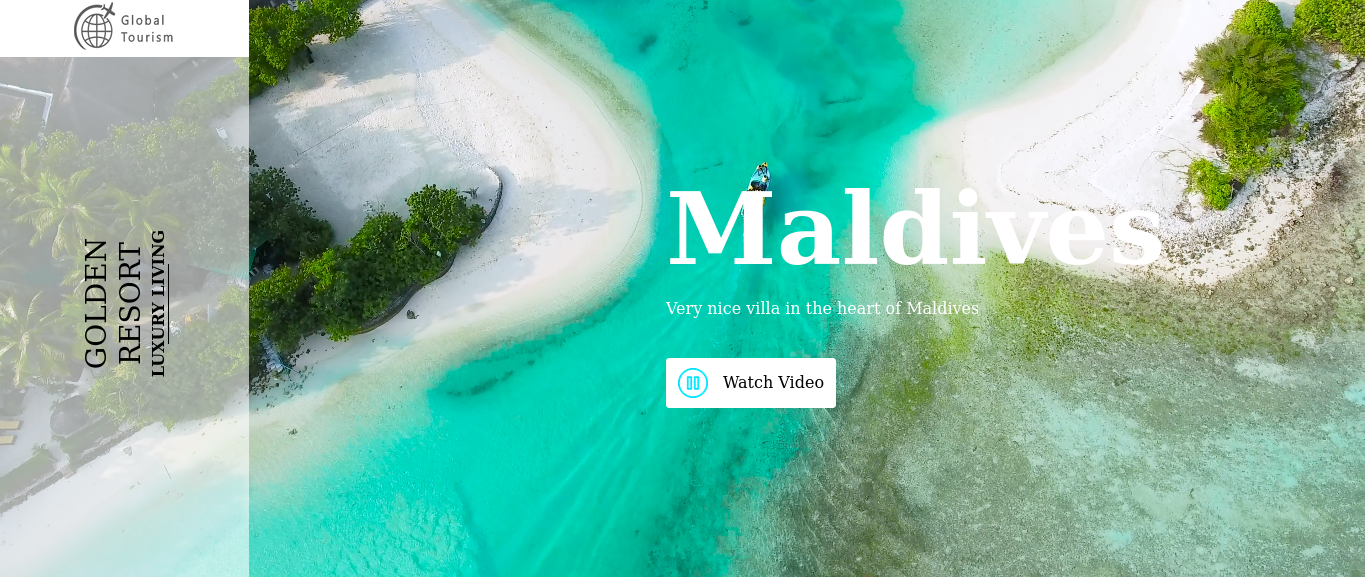 Global
Tourism
GOLDEN
RESORT
LUXURY LIVING
Maldives
Very nice villa in the heart of Maldives
Watch Video